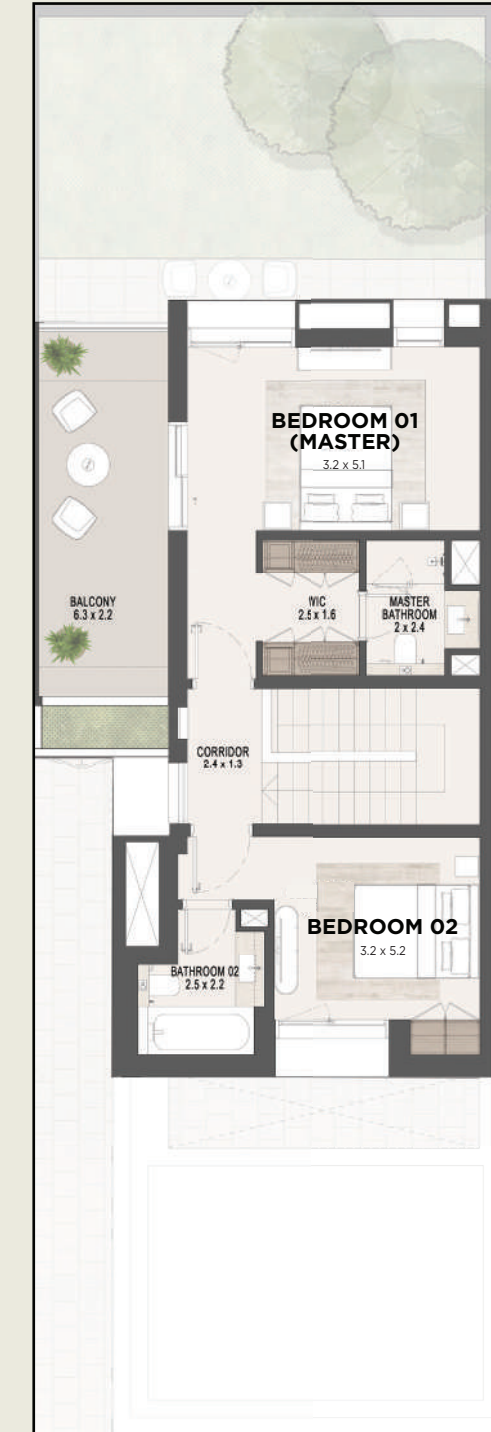 BEDROOM 01
(MASTER)
3.2 x 5.1
BALCONY
6.3 x 2.2
WIC
2.5 x 1.6
MASTER
BATHROOM
2 x 2.4
CORRIDOR
2.4 x 1.3
BEDROOM 02
3.2 x 5.2
BATHROOM 02
2.5 x 2.2